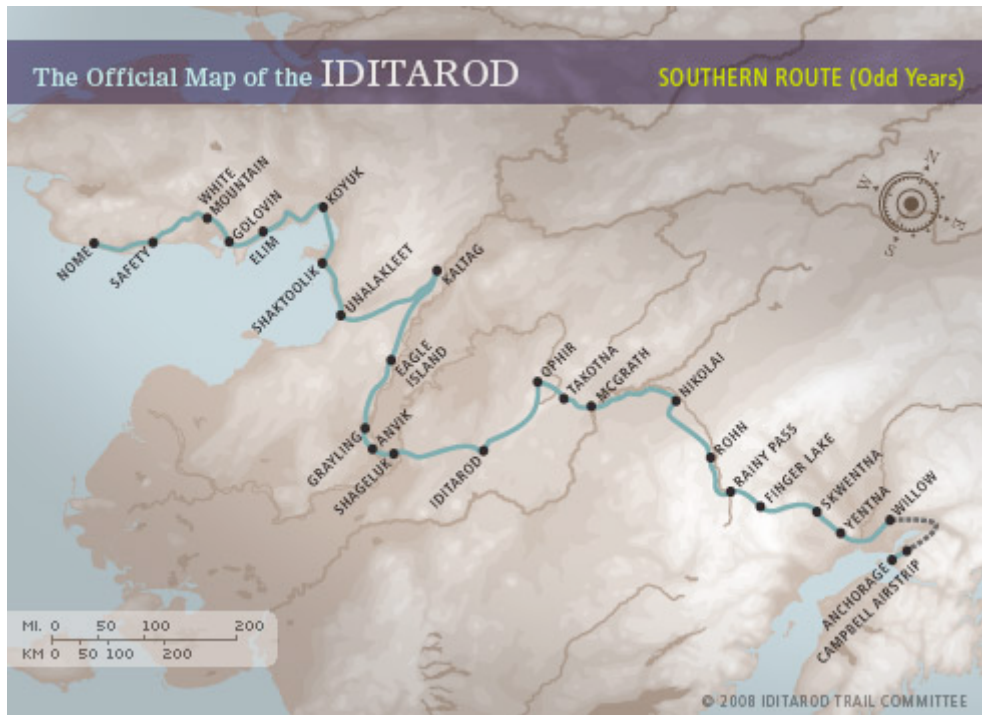 The Official Map of the IDITAROD
SOUTHERN ROUTE (Odd Years)
N
W
E
S
WHITE
MOUNTAIN
KOYUK
GOLOVIN
ELIM
NOME
SAFETY
UNALAKLEET
KALTAG
SHAKTOOLIK
EAGLE
ISLAND
OPHIR
TAKOTNA
MCGRATH
NIKOLAI
ANVIK
GRAYLING
SHAGELUK
IDITAROD
ROHN
RAINY PASS
FINGER LAKE
SKWENTNA
YENTNA
WILLOW
ANCHORAGE
CAMPBELL AIRSTRIP
MI. 0 50 100 200
KM 0 50 100 200
© 2008 IDITAROD TRAIL COMMITTEE